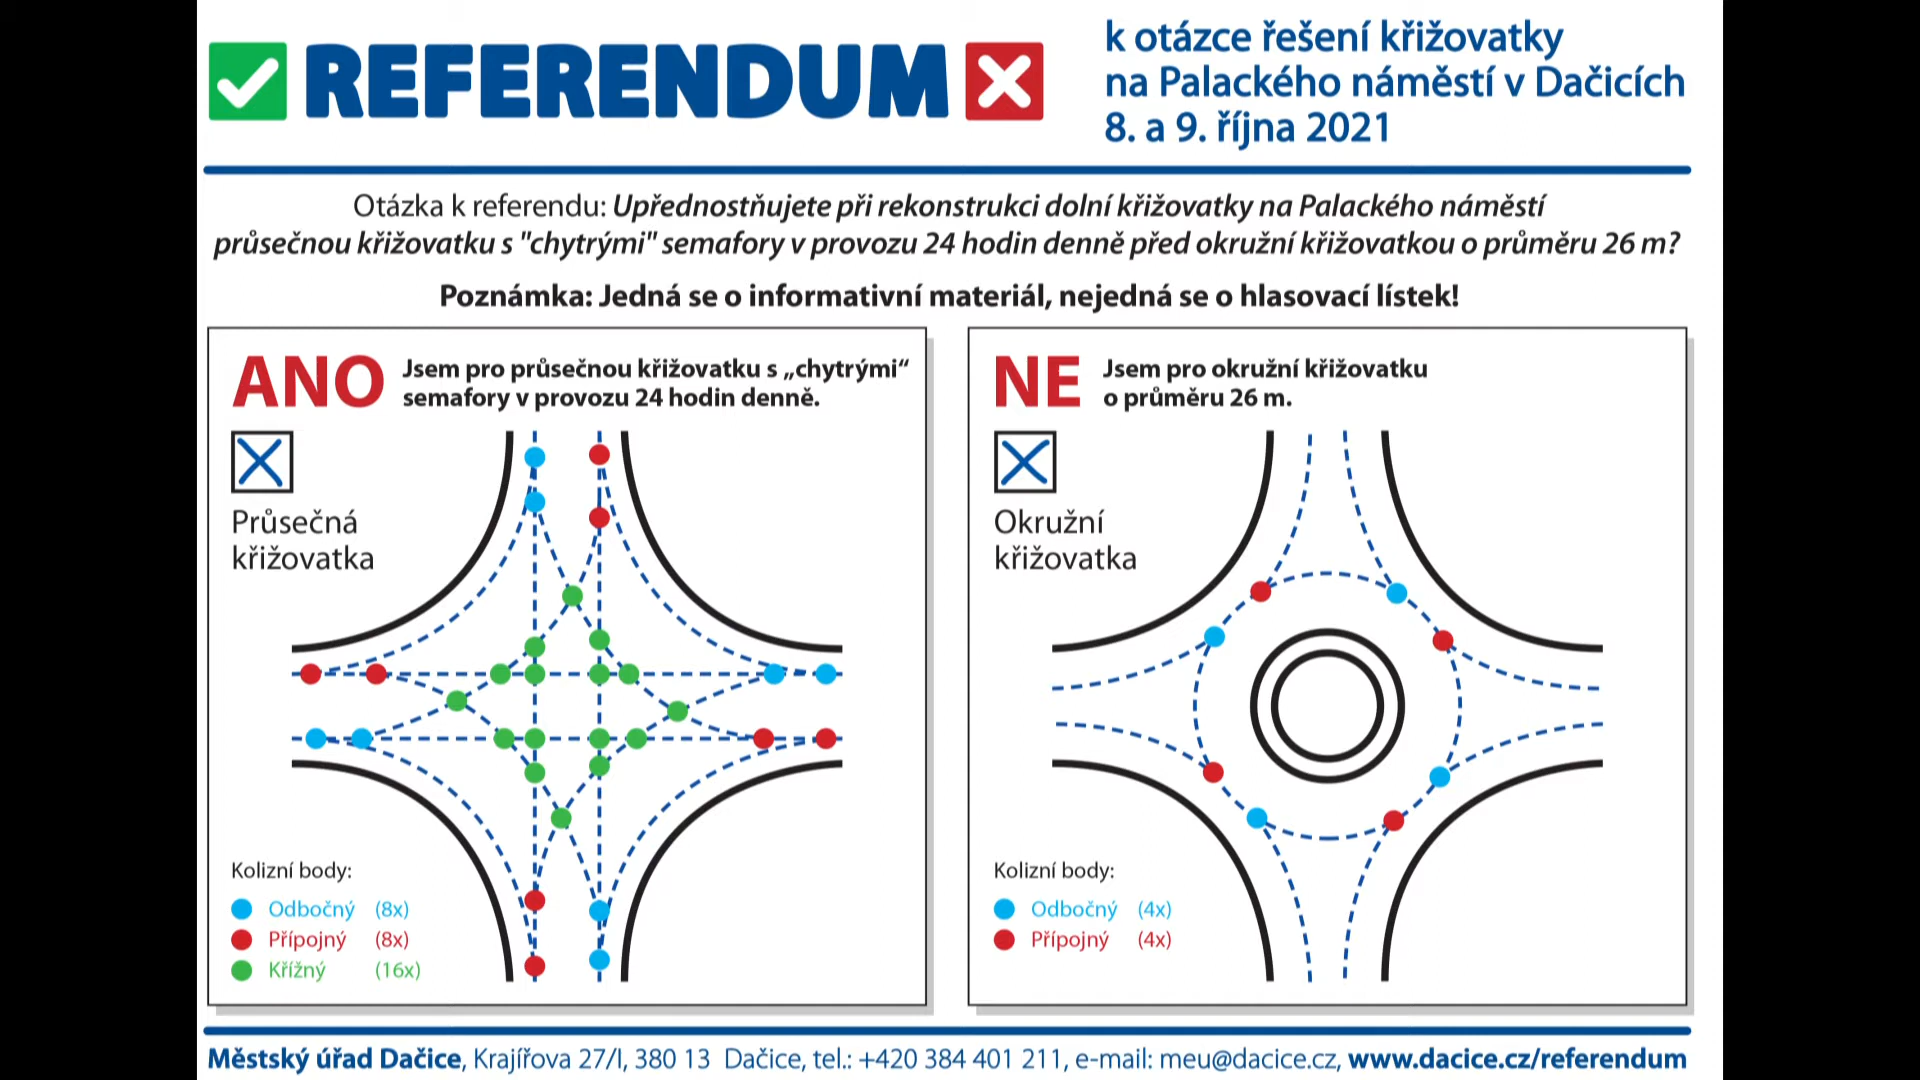 REFERENDUM
k otázce řešení křižovatky
na Palackého náměstí v Dačicích
8. a 9. října 2021
Otázka k referendu: Upřednostňujete při rekonstrukci dolní křižovatky na Palackého náměstí
průsečnou křižovatku s "chytrými" semafory v provozu 24 hodin denně před okružní křižovatkou o průměru 26 m?
Poznámka: Jedná se o informativní materiál, nejedná se o hlasovací lístek!
ANO
Jsem pro průsečnou křižovatku s „chytrými“
semafory v provozu 24 hodin denně.
Průsečná
křižovatka
Kolizní body:
Odbočný (8x)
Přípojný (8x)
Křížný (16x)
NE
Jsem pro okružní křižovatku
o průměru 26 m.
Okružní
křižovatka
Kolizní body:
Odbočný (4x)
Přípojný (4x)
Městský úřad Dačice, Krajířova 27/I, 380 13 Dačice, tel.: +420 384 401 211, e-mail: meu@dacice.cz, www.dacice.cz/referendum